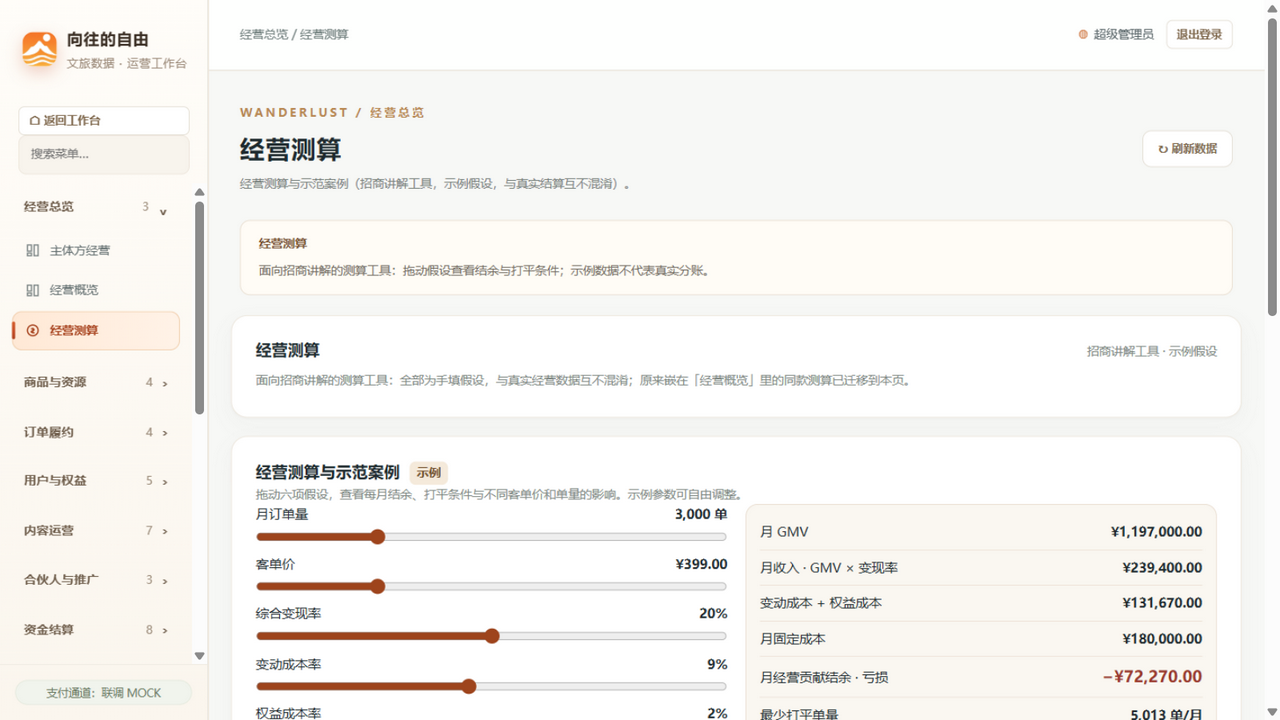 向往的自由
文旅数据 · 运营工作台
返回工作台
搜索菜单...
经营总览 3
主体方经营
经营概览
经营测算
商品与资源 4
订单履约 4
用户与权益 5
内容运营 7
合伙人与推广 3
资金结算 8
支付通道：联调 MOCK
经营总览 / 经营测算
超级管理员
退出登录
WANDERLUST / 经营总览
经营测算
刷新数据
经营测算与示范案例（招商讲解工具，示例假设，与真实结算互不混淆）。
经营测算
面向招商讲解的测算工具：拖动假设查看结余与打平条件；示例数据不代表真实分账。
经营测算
招商讲解工具 · 示例假设
面向招商讲解的测算工具：全部为手填假设，与真实经营数据互不混淆；原来嵌在「经营概览」里的同款测算已迁移到本页。
经营测算与示范案例 示例
拖动六项假设，查看每月结余、打平条件与不同客单价和单量的影响。示例参数可自由调整。
月订单量 3,000 单
客单价 ¥399.00
综合变现率 20%
变动成本率 9%
权益成本率 2%
月 GMV ¥1,197,000.00
月收入 · GMV × 变现率 ¥239,400.00
变动成本 + 权益成本 ¥131,670.00
月固定成本 ¥180,000.00
月经营贡献结余 · 亏损 −¥72,270.00
最少打平单量 5,013 单/月